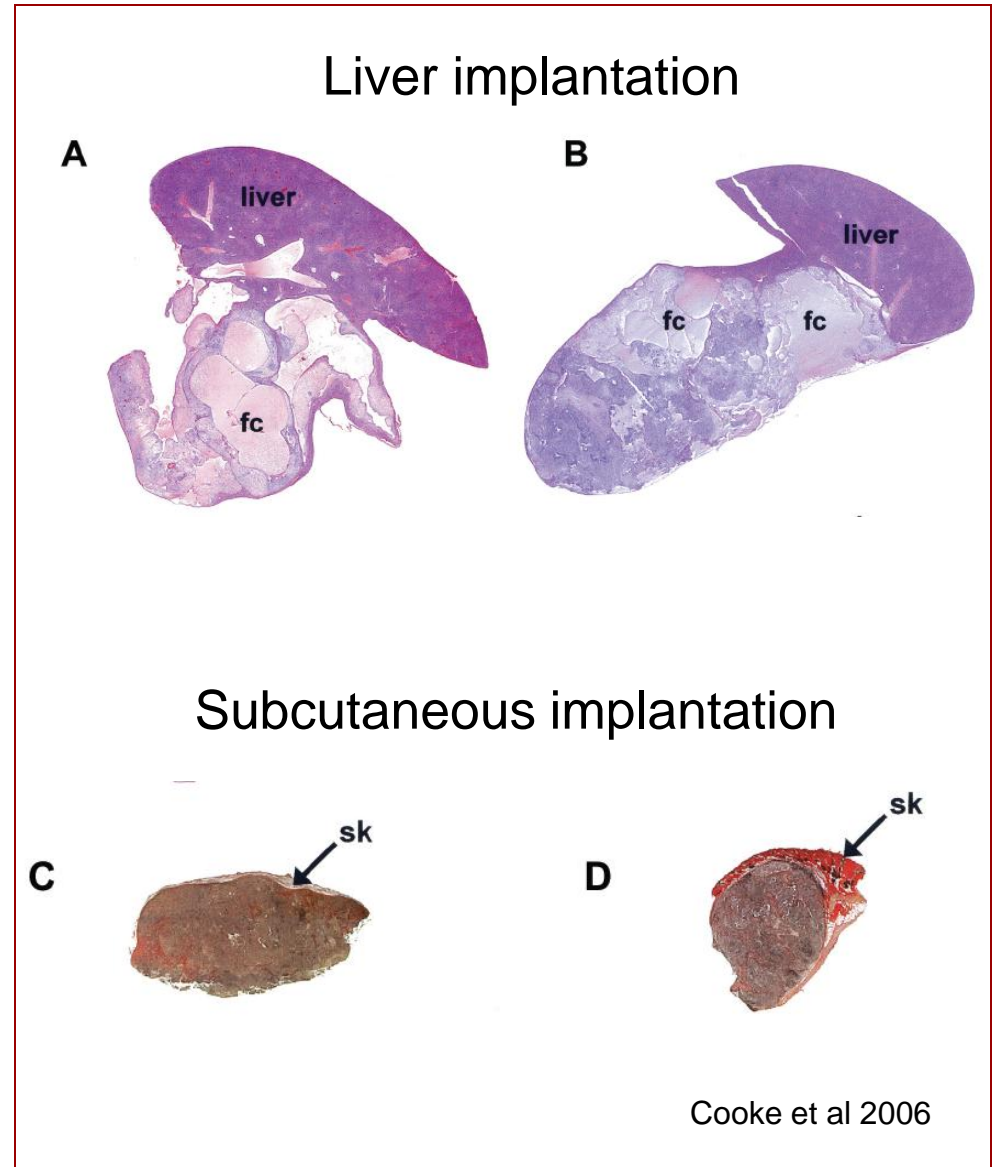 Liver implantation
A
B
liver
liver
fc
fc
fc
Subcutaneous implantation
sk
sk
C
D
Cooke et al 2006